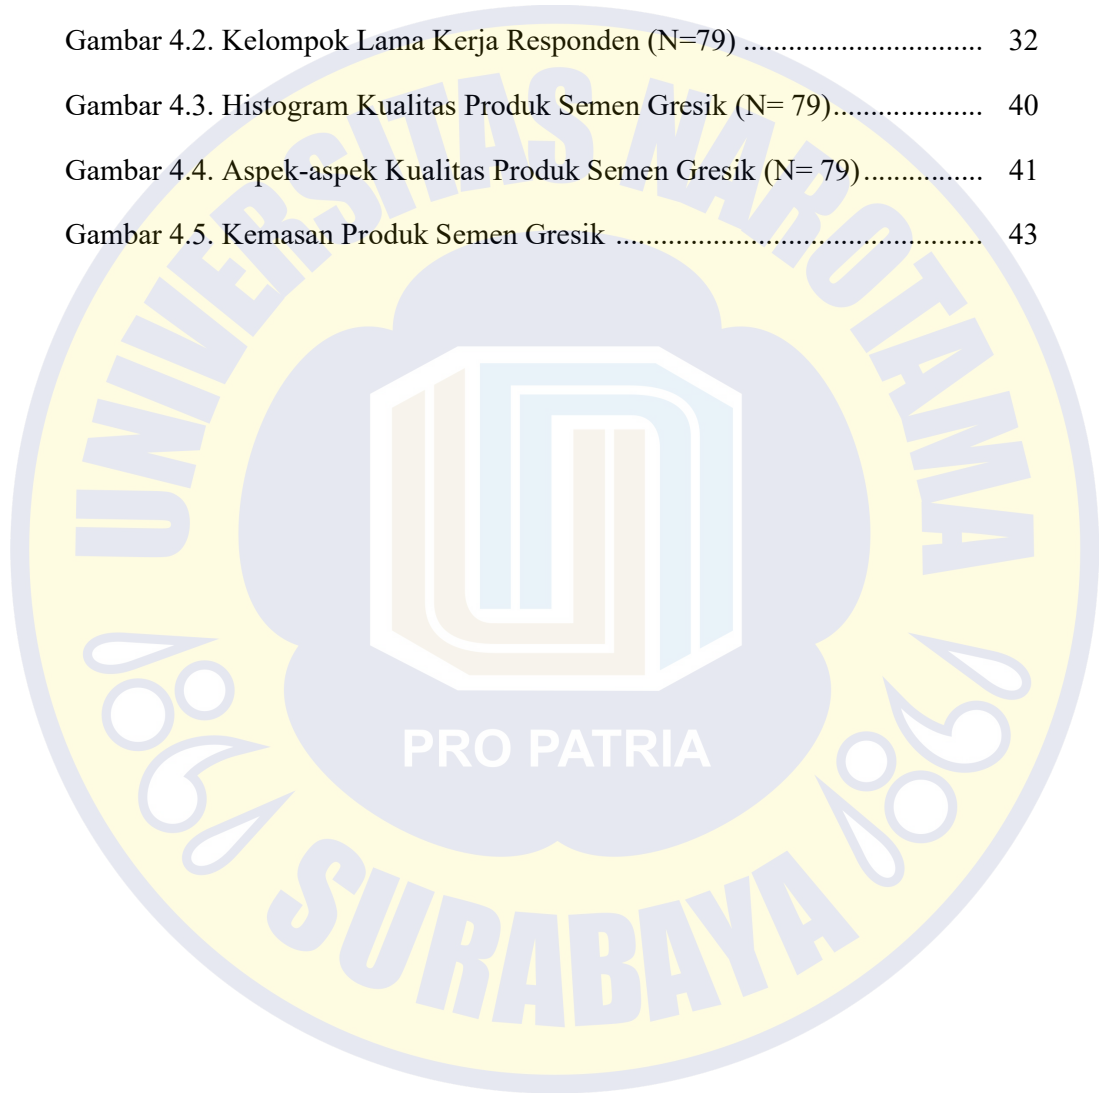 Gambar 4.2. Kelompok Lama Kerja Responden (N=79) ................................ 32
Gambar 4.3. Histogram Kualitas Produk Semen Gresik (N= 79).................... 40
Gambar 4.4. Aspek-aspek Kualitas Produk Semen Gresik (N= 79)................ 41
Gambar 4.5. Kemasan Produk Semen Gresik ................................................. 43
UNIVERSITAS NAROTAMA
PRO PATRIA
SURABAYA